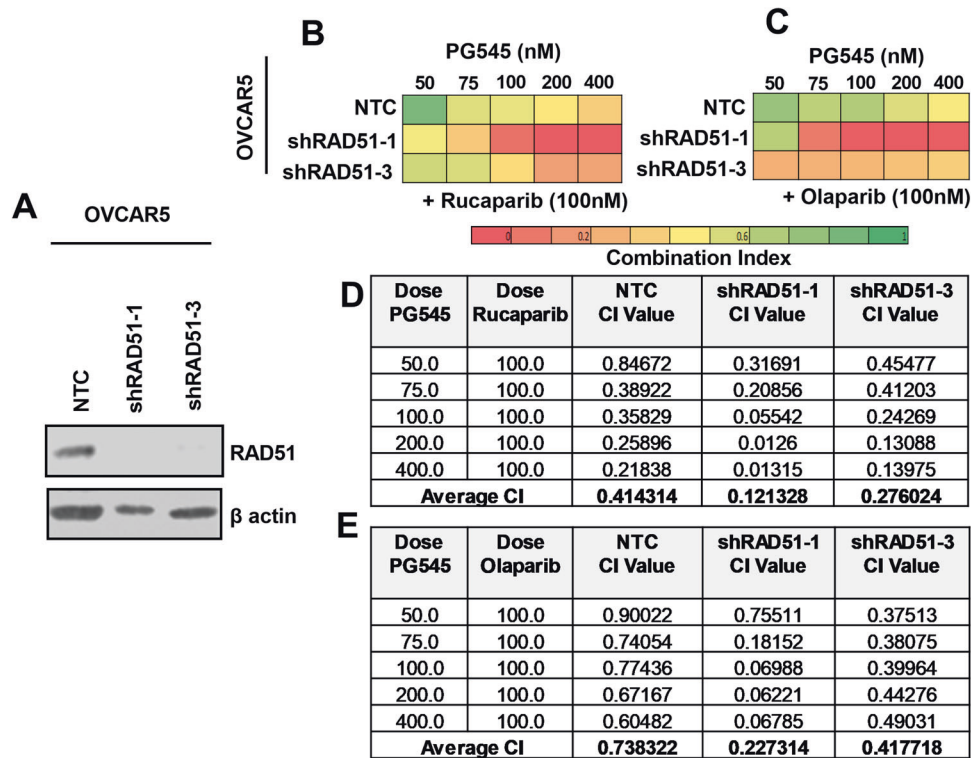 A
OVCAR5
NTC
shRAD51-1
shRAD51-3
RAD51
β actin
B
OVCAR5
PG545 (nM)
50 75 100 200 400
NTC
shRAD51-1
shRAD51-3
+ Rucaparib (100nM)
C
PG545 (nM)
50 75 100 200 400
NTC
shRAD51-1
shRAD51-3
+ Olaparib (100nM)
0 0.2 0.6 1
Combination Index
D
Dose Dose NTC shRAD51-1 shRAD51-3
PG545 Rucaparib CI Value CI Value CI Value
50.0 100.0 0.84672 0.31691 0.45477
75.0 100.0 0.38922 0.20856 0.41203
100.0 100.0 0.35829 0.05542 0.24269
200.0 100.0 0.25896 0.0126 0.13088
400.0 100.0 0.21838 0.01315 0.13975
Average CI 0.414314 0.121328 0.276024
E
Dose Dose NTC shRAD51-1 shRAD51-3
PG545 Olaparib CI Value CI Value CI Value
50.0 100.0 0.90022 0.75511 0.37513
75.0 100.0 0.74054 0.18152 0.38075
100.0 100.0 0.77436 0.06988 0.39964
200.0 100.0 0.67167 0.06221 0.44276
400.0 100.0 0.60482 0.06785 0.49031
Average CI 0.738322 0.227314 0.417718